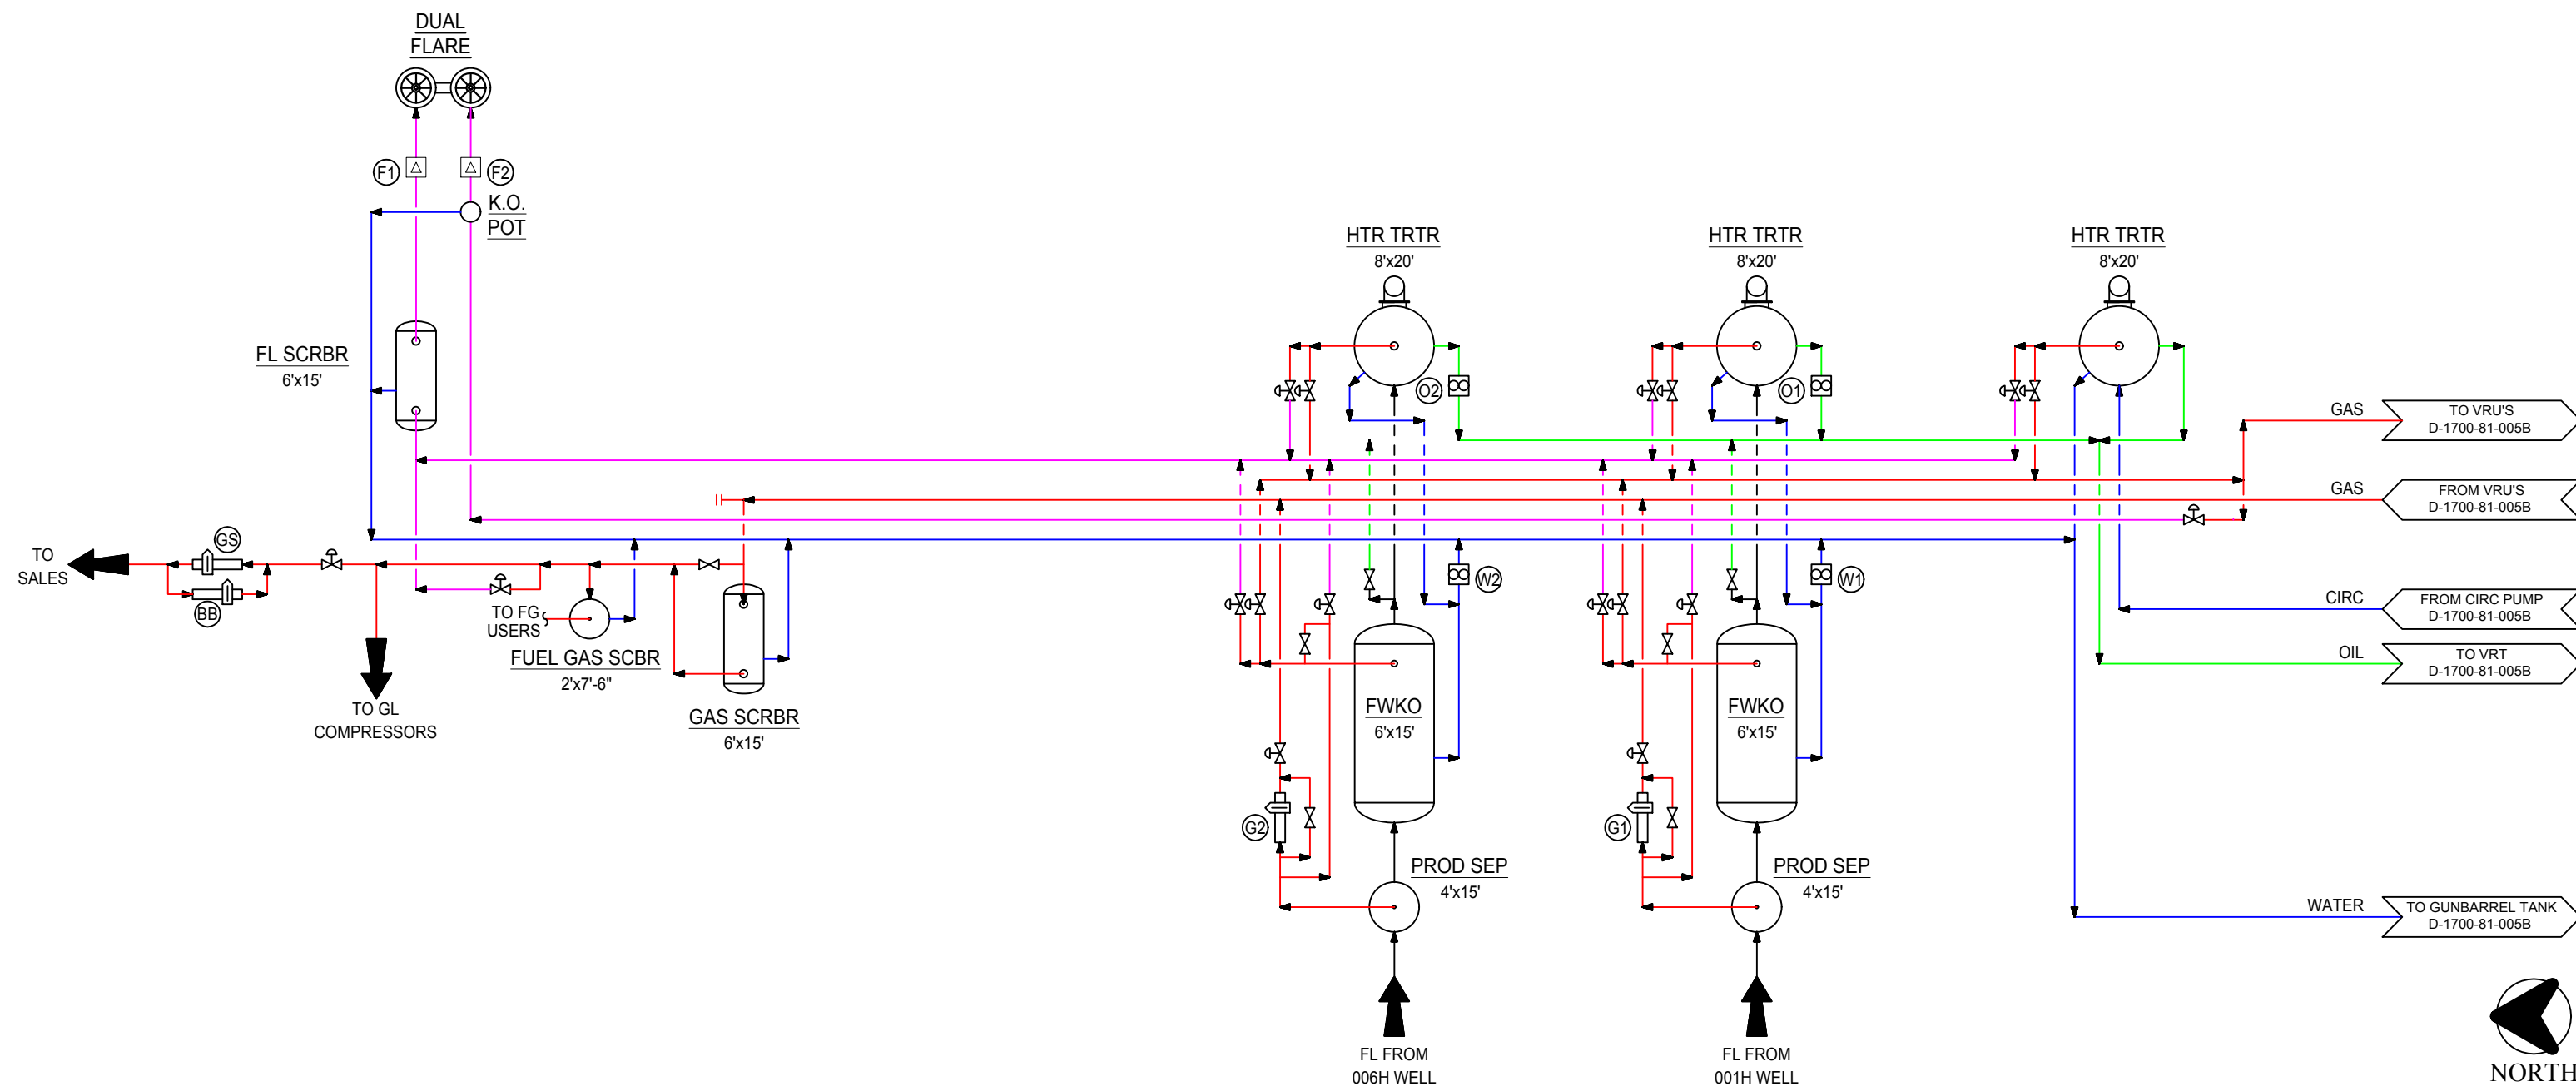 DUAL
FLARE
F1
F2
K.O.
POT
FL SCRBR
6'x15'
HTR TRTR
8'x20'
HTR TRTR
8'x20'
HTR TRTR
8'x20'
O2
O1
GAS
TO VRU'S
D-1700-81-005B
GAS
FROM VRU'S
D-1700-81-005B
TO
SALES
GS
BB
TO FG
USERS
FUEL GAS SCBR
2'x7'-6"
GAS SCRBR
6'x15'
TO GL
COMPRESSORS
W2
W1
CIRC
FROM CIRC PUMP
D-1700-81-005B
OIL
TO VRT
D-1700-81-005B
FWKO
6'x15'
FWKO
6'x15'
G2
G1
PROD SEP
4'x15'
PROD SEP
4'x15'
WATER
TO GUNBARREL TANK
D-1700-81-005B
FL FROM
006H WELL
FL FROM
001H WELL
NORTH